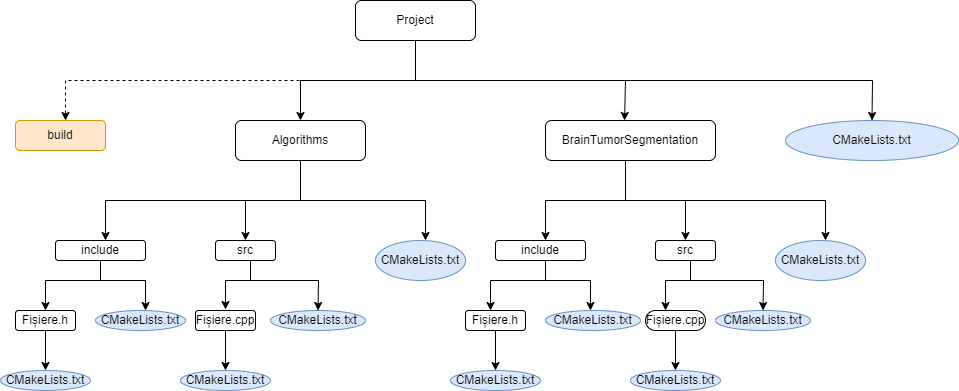 Project
build
Algorithms
BrainTumorSegmentation
CMakeLists.txt
include
src
CMakeLists.txt
include
src
CMakeLists.txt
Fișiere.h
CMakeLists.txt
Fișiere.cpp
CMakeLists.txt
Fișiere.h
CMakeLists.txt
Fișiere.cpp
CMakeLists.txt
CMakeLists.txt
CMakeLists.txt
CMakeLists.txt
CMakeLists.txt